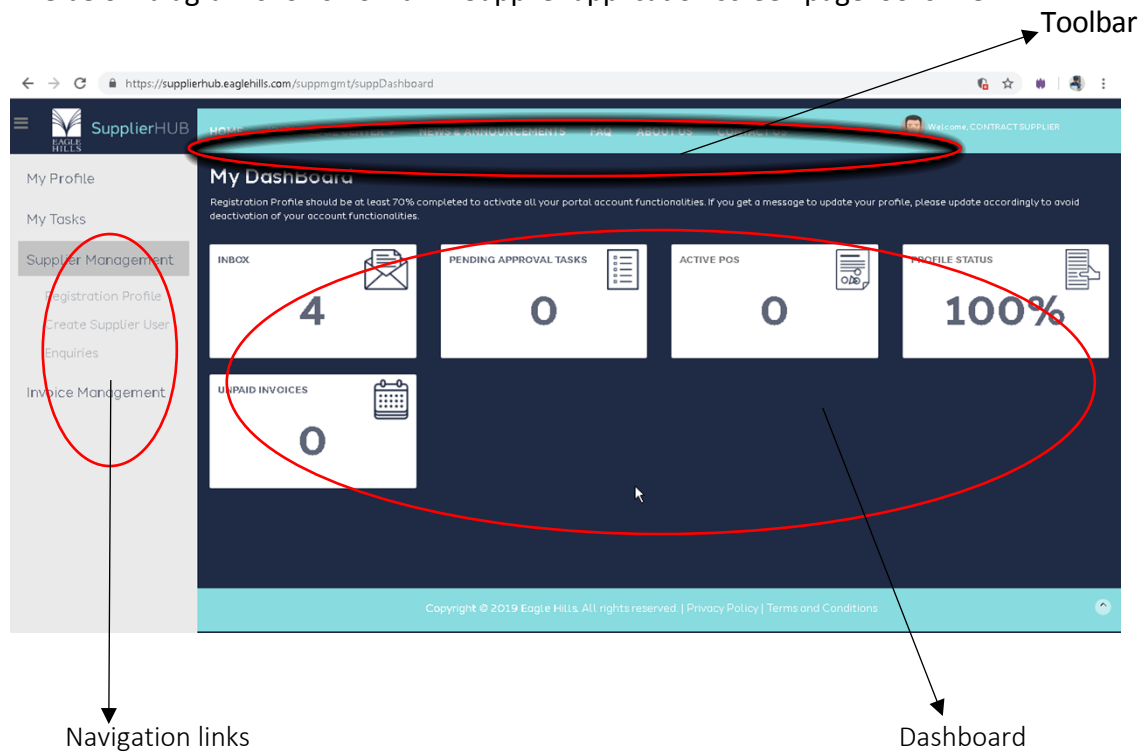 Toolbar
https://supplierhub.eaglehills.com/suppmgmt/suppDashboard
EAGLE
HILLS
SupplierHUB
HOME NEWS & ANNOUNCEMENTS FAQ ABOUT US CONTACT US
Welcome, CONTRACT SUPPLIER
My Profile
My Tasks
Supplier Management
Registration Profile
Create Supplier User
Enquiries
Invoice Management
My DashBoard
Registration Profile should be at least 70% completed to activate all your portal account functionalities. If you get a message to update your profile, please update accordingly to avoid
deactivation of your account functionalities.
INBOX
4
PENDING APPROVAL TASKS
0
ACTIVE POS
0
PROFILE STATUS
100%
UNPAID INVOICES
0
Copyright © 2019 Eagle Hills. All rights reserved. | Privacy Policy | Terms and Conditions
Navigation links
Dashboard